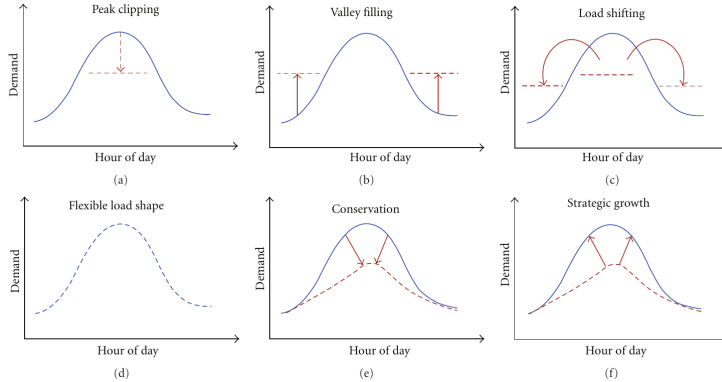 Peak clipping
Demand
Hour of day
(a)
Valley filling
Demand
Hour of day
(b)
Load shifting
Demand
Hour of day
(c)
Flexible load shape
Demand
Hour of day
(d)
Conservation
Demand
Hour of day
(e)
Strategic growth
Demand
Hour of day
(f)